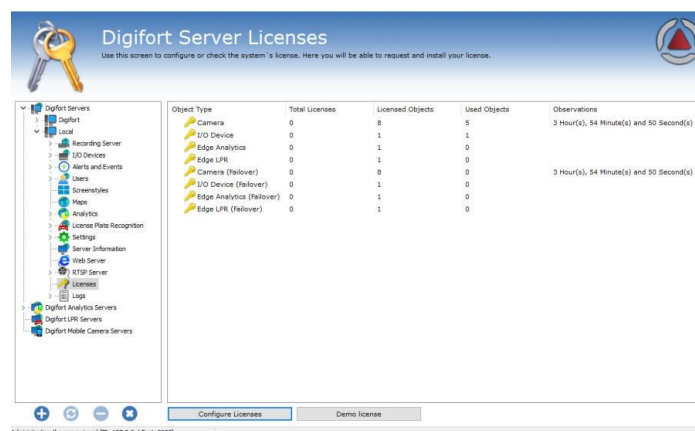 Digifort Server Licenses
Use this screen to configure or check the system´s license. Here you will be able to request and install your license.
Digifort Servers
Digifort
Local
Recording Server
I/O Devices
Alerts and Events
Users
Screenstyles
Maps
Analytics
License Plate Recognition
Settings
Server Information
Web Server
RTSP Server
Licenses
Logs
Digifort Analytics Servers
Digifort LPR Servers
Digifort Mobile Camera Servers
Object Type Total Licenses Licensed Objects Used Objects Observations
Camera 0 8 5 3 Hour(s), 54 Minute(s) and 50 Second(s)
I/O Device 0 1 1
Edge Analytics 0 1 0
Edge LPR 0 1 0
Camera (Failover) 0 8 0 3 Hour(s), 54 Minute(s) and 50 Second(s)
I/O Device (Failover) 0 1 0
Edge Analytics (Failover) 0 1 0
Edge LPR (Failover) 0 1 0
Configure Licenses Demo license